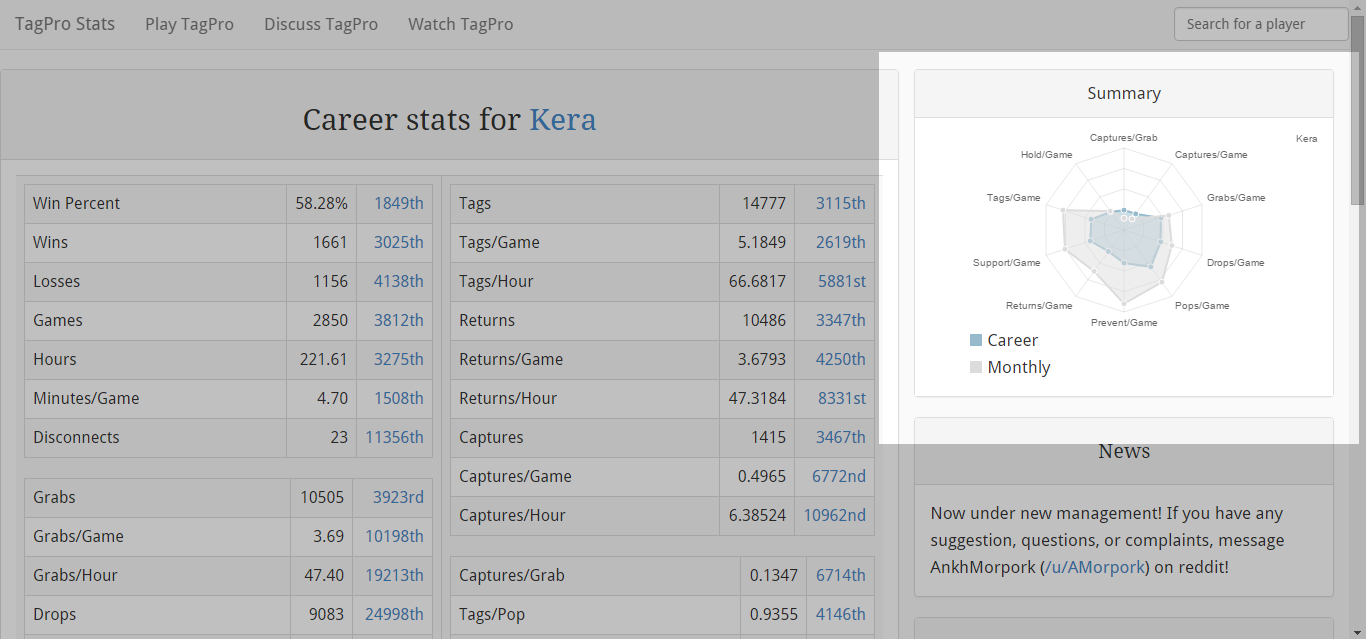 TagPro Stats Play TagPro Discuss TagPro Watch TagPro Search for a player
Career stats for Kera
Win Percent 58.28% 1849th
Wins 1661 3025th
Losses 1156 4138th
Games 2850 3812th
Hours 221.61 3275th
Minutes/Game 4.70 1508th
Disconnects 23 11356th
Grabs 10505 3923rd
Grabs/Game 3.69 10198th
Grabs/Hour 47.40 19213th
Drops 9083 24998th
Tags 14777 3115th
Tags/Game 5.1849 2619th
Tags/Hour 66.6817 5881st
Returns 10486 3347th
Returns/Game 3.6793 4250th
Returns/Hour 47.3184 8331st
Captures 1415 3467th
Captures/Game 0.4965 6772nd
Captures/Hour 6.38524 10962nd
Captures/Grab 0.1347 6714th
Tags/Pop 0.9355 4146th
Summary
Captures/Grab
Kera
Hold/Game Captures/Game
Tags/Game Grabs/Game
Support/Game Drops/Game
Returns/Game Pops/Game
Prevent/Game
Career
Monthly
News
Now under new management! If you have any
suggestion, questions, or complaints, message
AnkhMorpork (/u/AMorpork) on reddit!